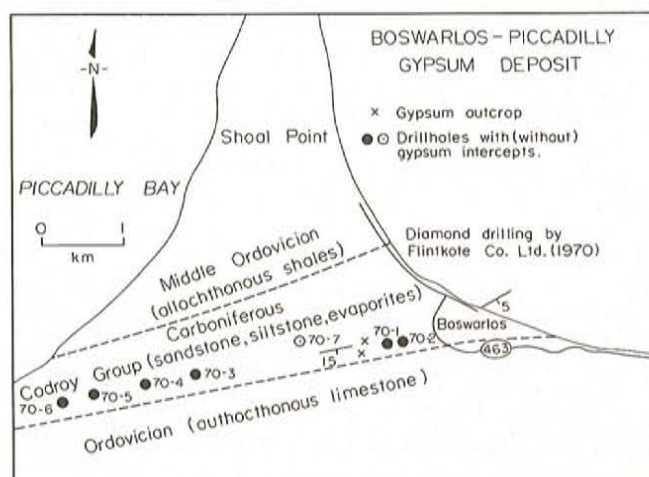 BOSWARLOS-PICCADILLY
GYPSUM DEPOSIT
-N-
× Gypsum outcrop
Drillholes with (without)
gypsum intercepts.
Shoal Point
PICCADILLY BAY
0 1
km
Diamond drilling by
Flintkote Co. Ltd. (1970)
Middle Ordovician
(allochthonous shales)
Carboniferous
Codroy Group (sandstone, siltstone, evaporites)
5
Boswarlos
463
70-7
70-1
70-2
15
70-3
70-4
70-5
70-6
Ordovician (authocthonous limestone)